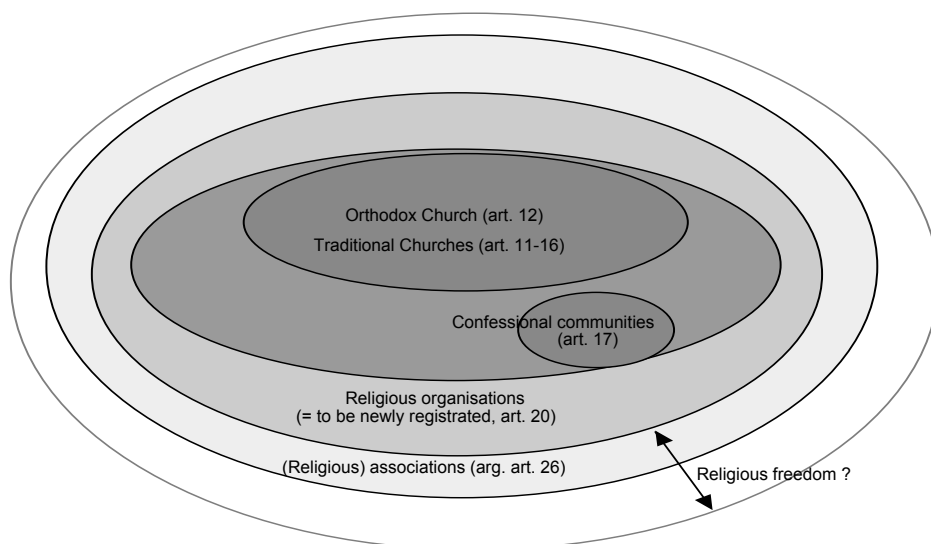 Orthodox Church (art. 12)
Traditional Churches (art. 11-16)
Confessional communities
(art. 17)
Religious organisations
(= to be newly registrated, art. 20)
(Religious) associations (arg. art. 26)
Religious freedom ?